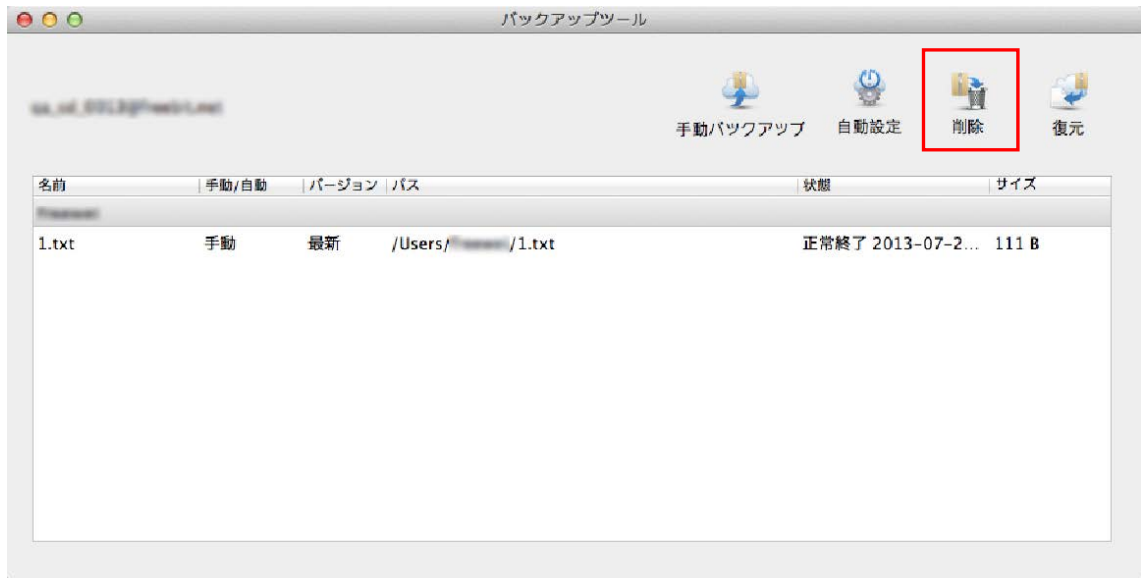 バックアップツール
手動バックアップ 自動設定 削除 復元
名前 手動/自動 バージョン パス 状態 サイズ
1.txt 手動 最新 /Users/ /1.txt 正常終了 2013-07-2... 111 B